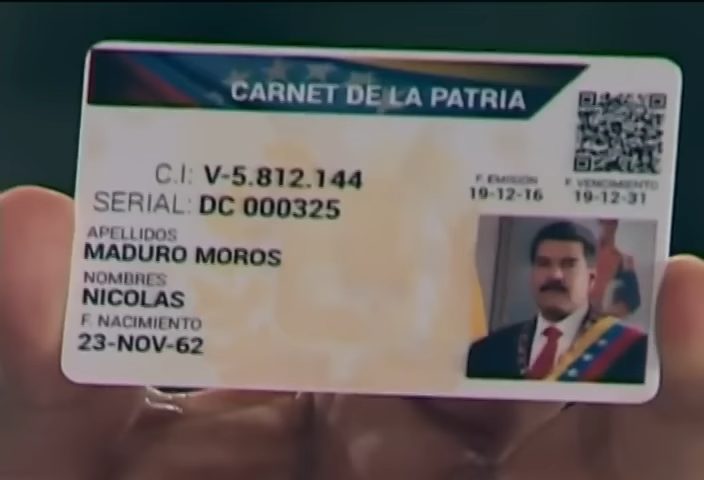 CARNET DE LA PATRIA
C.I: V-5.812.144
SERIAL: DC 000325
F. EMISION
19-12-16
F. VENCIMIENTO
19-12-31
APELLIDOS
MADURO MOROS
NOMBRES
NICOLAS
F. NACIMIENTO
23-NOV-62